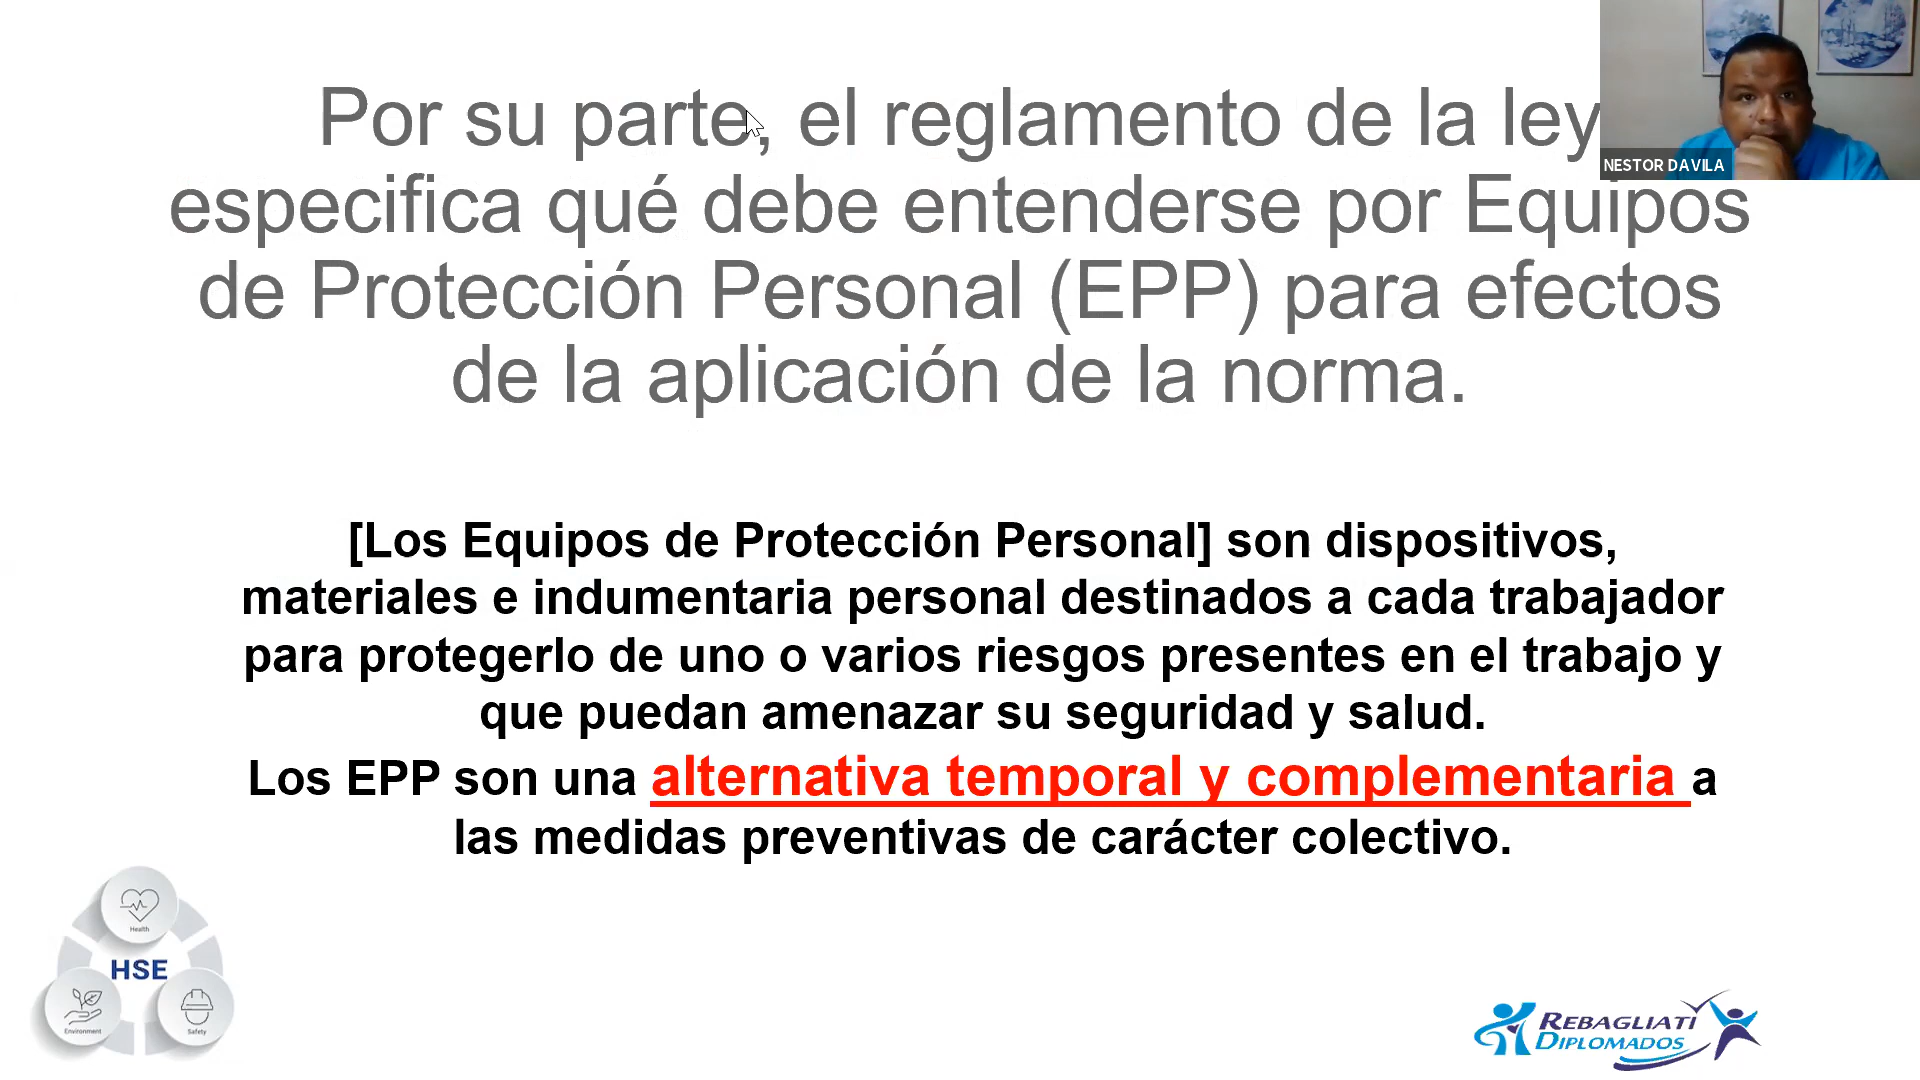 Por su parte, el reglamento de la ley
especifica qué debe entenderse por Equipos
de Protección Personal (EPP) para efectos
de la aplicación de la norma.
NESTOR DAVILA
[Los Equipos de Protección Personal] son dispositivos,
materiales e indumentaria personal destinados a cada trabajador
para protegerlo de uno o varios riesgos presentes en el trabajo y
que puedan amenazar su seguridad y salud.
Los EPP son una alternativa temporal y complementaria a
las medidas preventivas de carácter colectivo.
Health
HSE
Environment
Safety
REBAGLIATI
DIPLOMADOS